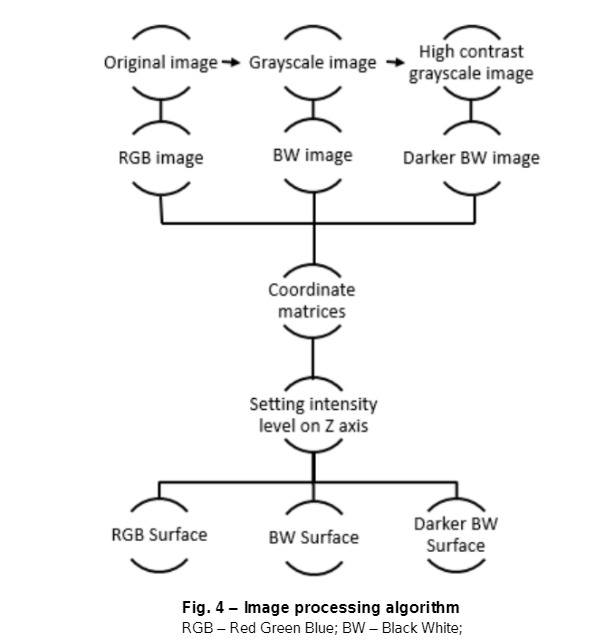 Original image
Grayscale image
High contrast
grayscale image
RGB image
BW image
Darker BW image
Coordinate
matrices
Setting intensity
level on Z axis
RGB Surface
BW Surface
Darker BW
Surface
Fig. 4 – Image processing algorithm
RGB – Red Green Blue; BW – Black White;